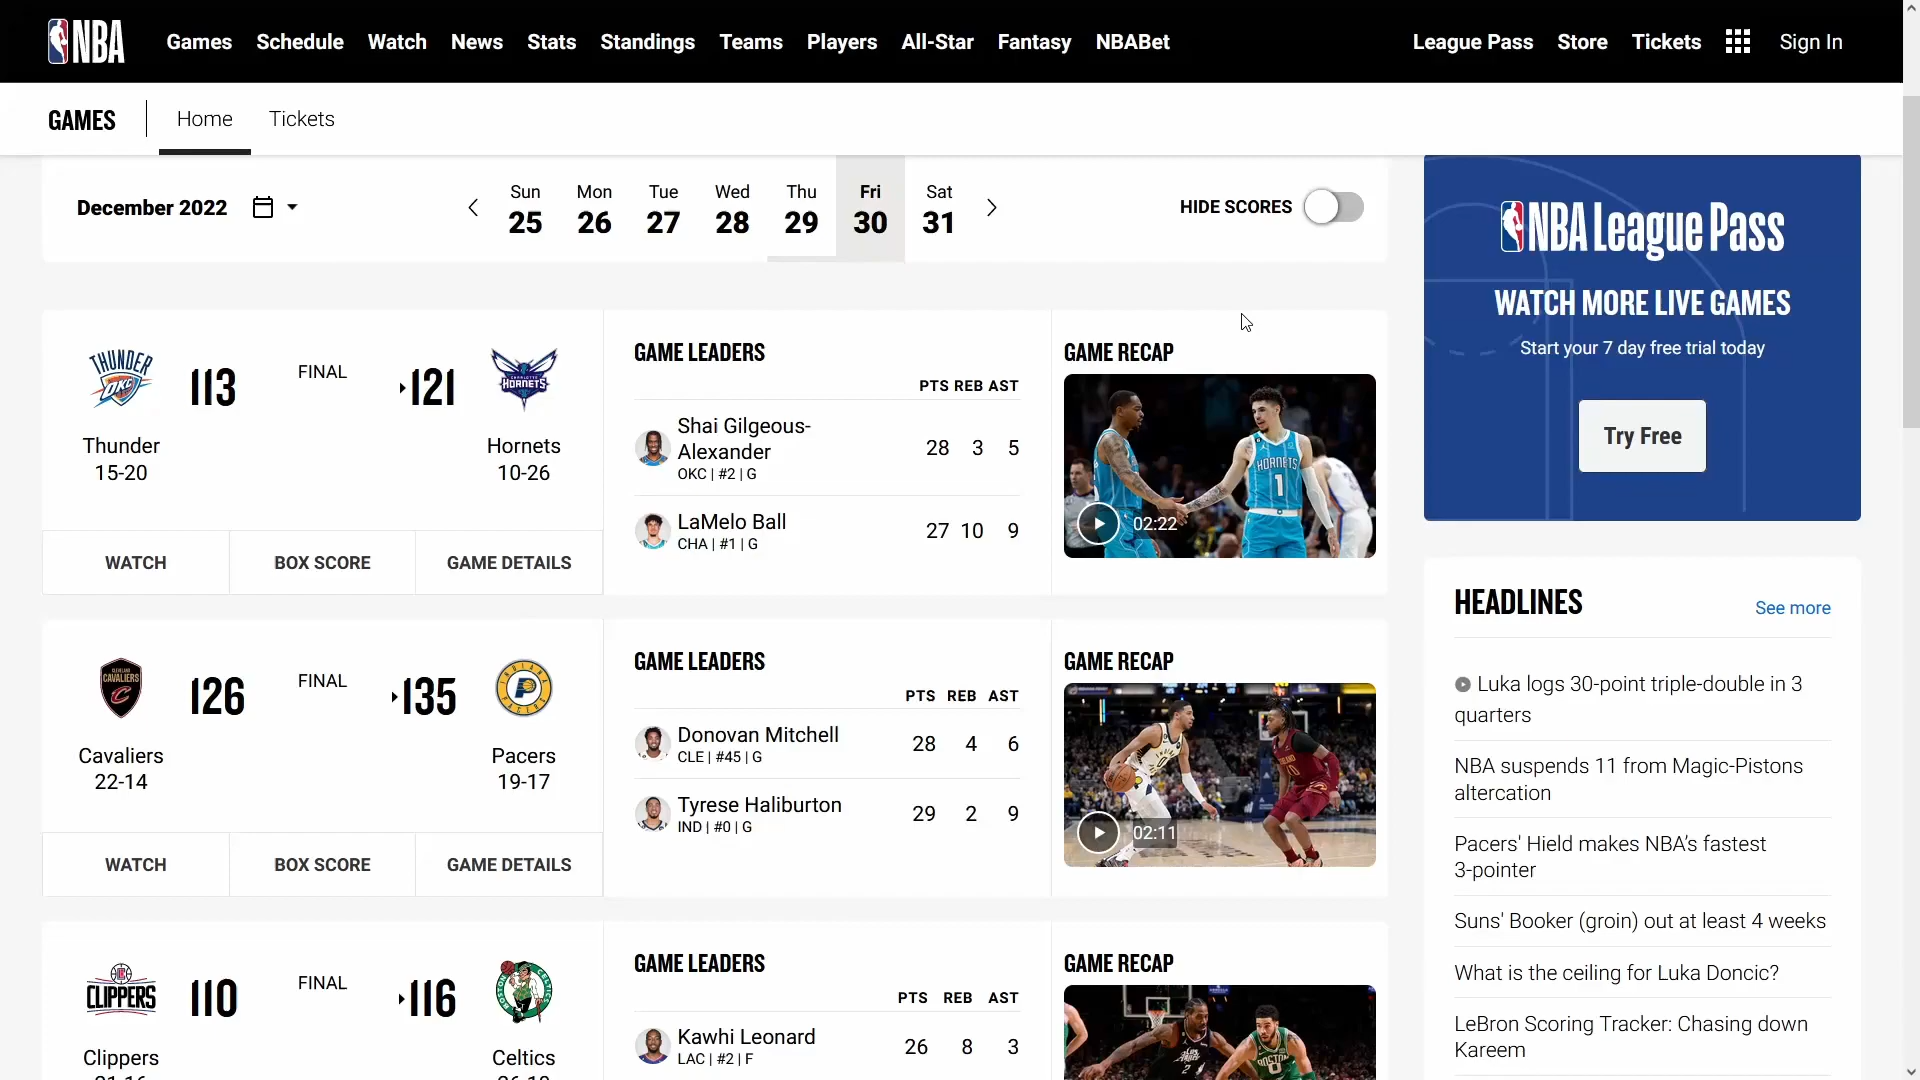 NBA Games Schedule Watch News Stats Standings Teams Players All-Star Fantasy NBABet League Pass Store Tickets Sign In
GAMES Home Tickets
December 2022
Sun Mon Tue Wed Thu Fri Sat
25 26 27 28 29 30 31
HIDE SCORES
113 FINAL 121
Thunder Hornets
15-20 10-26
WATCH BOX SCORE GAME DETAILS
GAME LEADERS
PTS REB AST
Shai Gilgeous-
Alexander
28 3 5
OKC | #2 | G
LaMelo Ball
27 10 9
CHA | #1 | G
GAME RECAP
HORNETS
1
02:22
CAVALIERS
126 FINAL 135
Cavaliers Pacers
22-14 19-17
WATCH BOX SCORE GAME DETAILS
GAME LEADERS
PTS REB AST
Donovan Mitchell
28 4 6
CLE | #45 | G
Tyrese Haliburton
29 2 9
IND | #0 | G
GAME RECAP
02:11
CLIPPERS
110 FINAL 116
Clippers Celtics
GAME LEADERS
PTS REB AST
Kawhi Leonard
26 8 3
LAC | #2 | F
GAME RECAP
NBA League Pass
WATCH MORE LIVE GAMES
Start your 7 day free trial today
Try Free
HEADLINES See more
Luka logs 30-point triple-double in 3
quarters
NBA suspends 11 from Magic-Pistons
altercation
Pacers' Hield makes NBA’s fastest
3-pointer
Suns' Booker (groin) out at least 4 weeks
What is the ceiling for Luka Doncic?
LeBron Scoring Tracker: Chasing down
Kareem